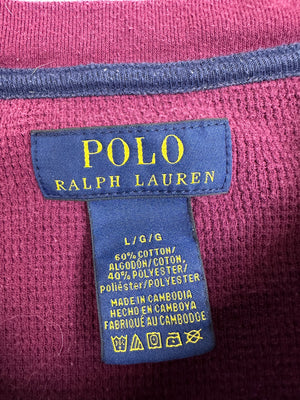 POLO
RALPH LAUREN
L/G/G
60% COTTON/
ALGODÓN/COTON,
40% POLYESTER/
poliéster/POLYESTER
MADE IN CAMBODIA
HECHO EN CAMBOYA
FABRIQUÉ AU CAMBODGE